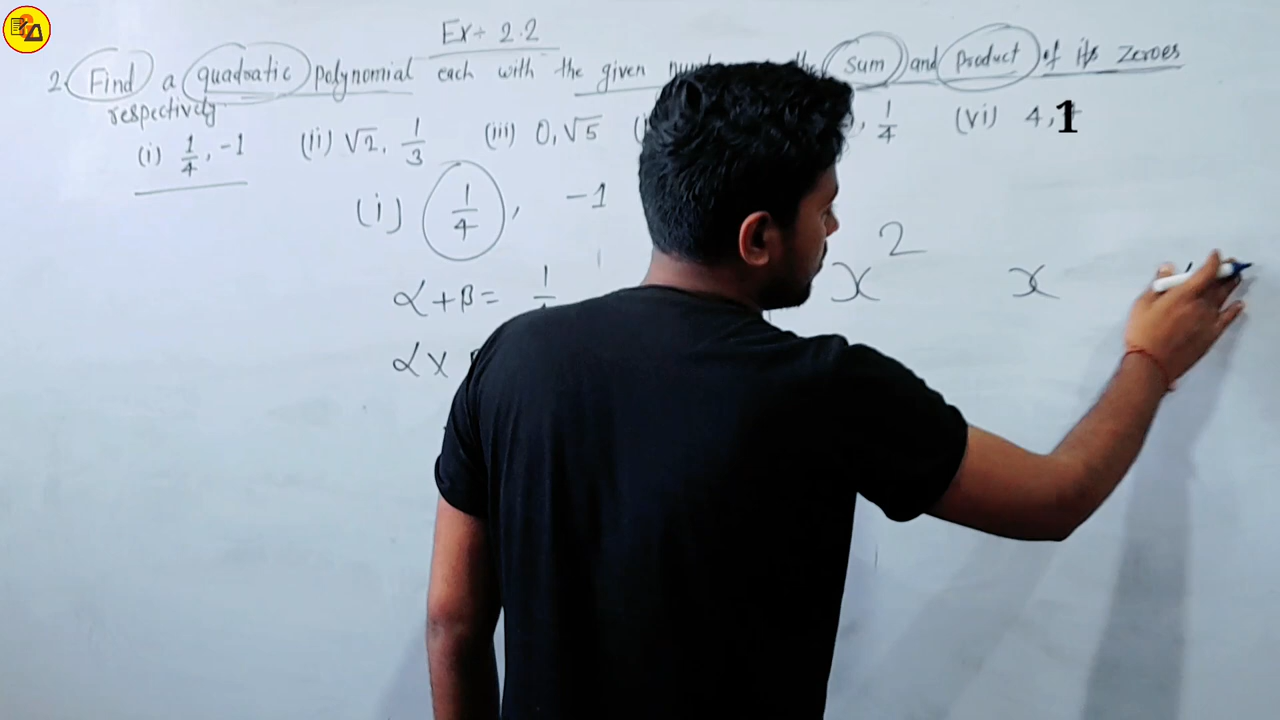 Ex÷ 2.2
2. Find a quadratic polynomial each with the given the sum and product of its zeroes
respectively.
(i) 1/4, -1 (ii) √2, 1/3 (iii) 0, √5 ( , 1/4 (vi) 4, 1
(i) 1/4, -1
x² x
α+β= 1
α×